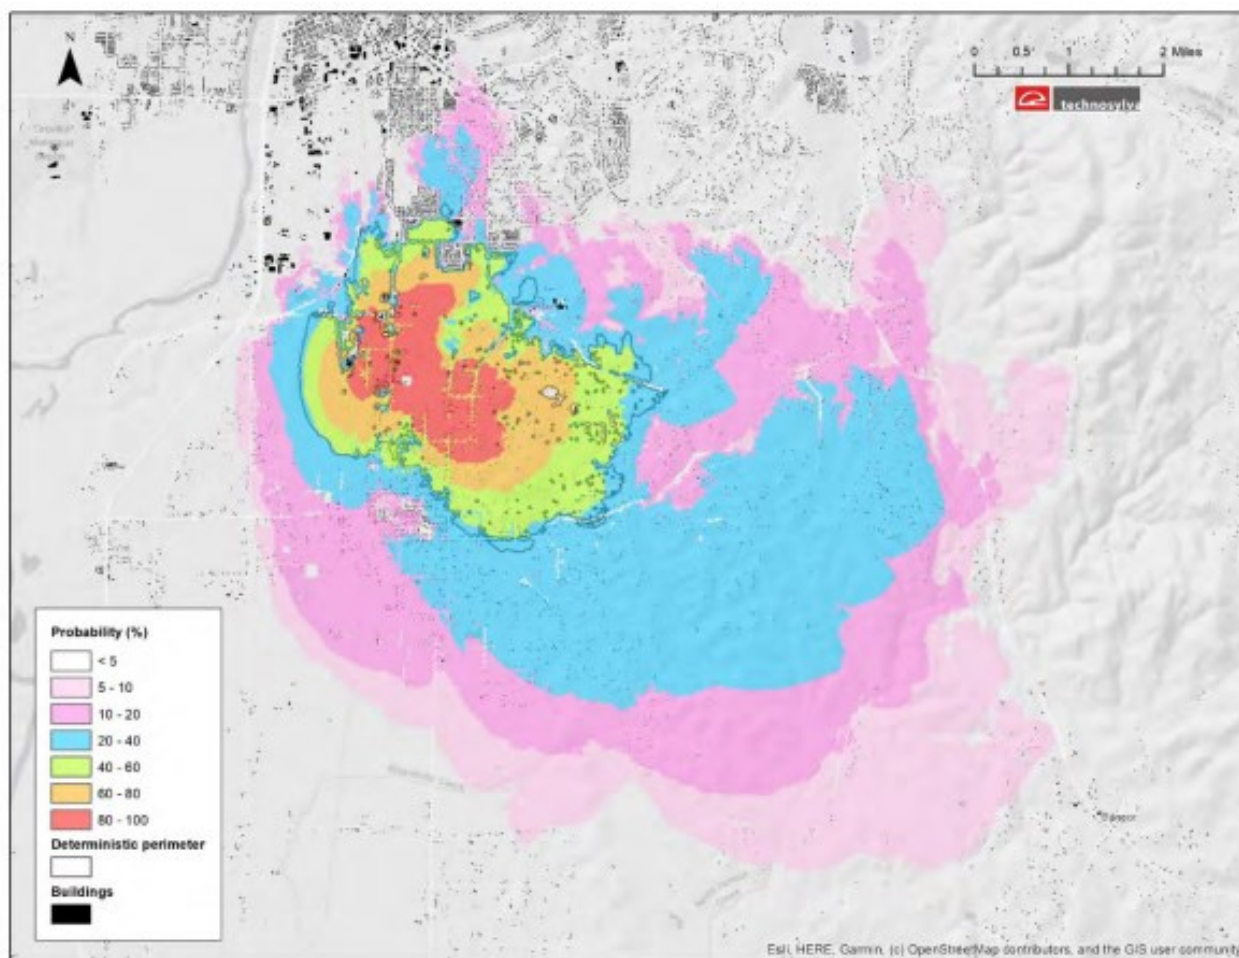 N
0 0.5 1 2 Miles
technosylva
Probability (%)
< 5
5 - 10
10 - 20
20 - 40
40 - 60
60 - 80
80 - 100
Deterministic perimeter
Buildings
Bangor
Esri, HERE, Garmin, (c) OpenStreetMap contributors, and the GIS user community